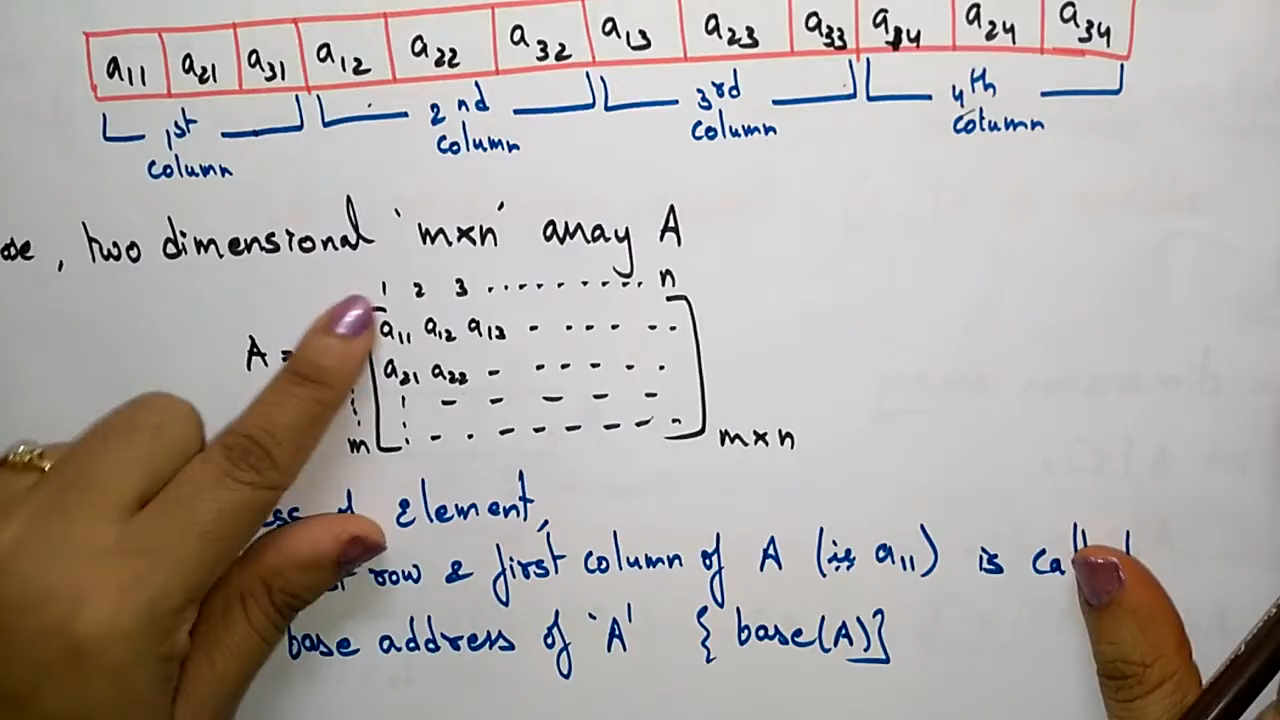 a11 a21 a31 a12 a22 a32 a13 a23 a33 a34 a24 a34
1st column 2nd column 3rd column 4th column
, two dimensional 'm×n' array A
1 2 3 . . . . . . . . . n
A = a11 a12 a13 - - - - - -
a21 a22 - - - - -
m m×n
element,
row & first column of A (ie a11) is
base address of 'A' { base(A)}